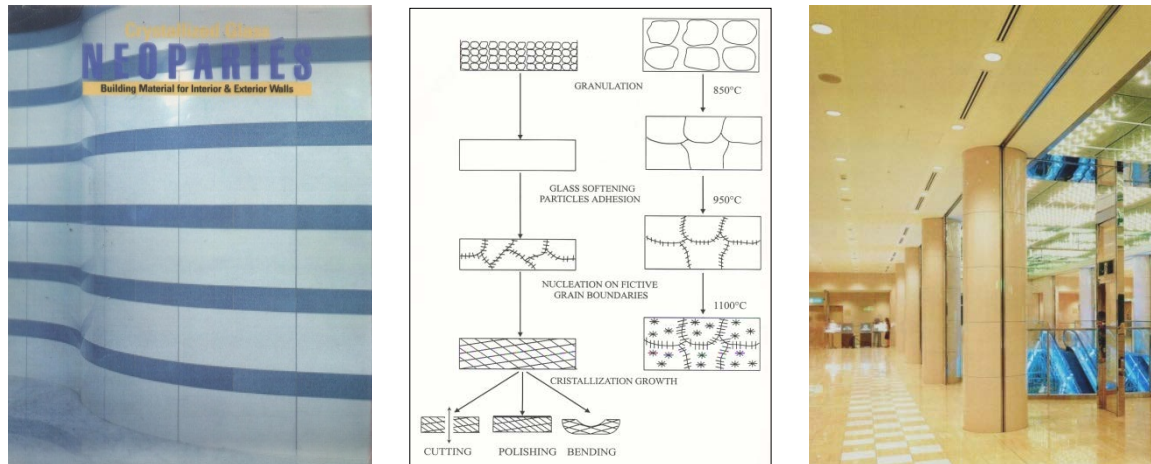 Crystallized Glass
NEOPARIÉS
Building Material for Interior & Exterior Walls
GRANULATION
850°C
GLASS SOFTENING
PARTICLES ADHESION
950°C
NUCLEATION ON FICTIVE
GRAIN BOUNDARIES
1100°C
CRISTALLIZATION GROWTH
CUTTING
POLISHING
BENDING